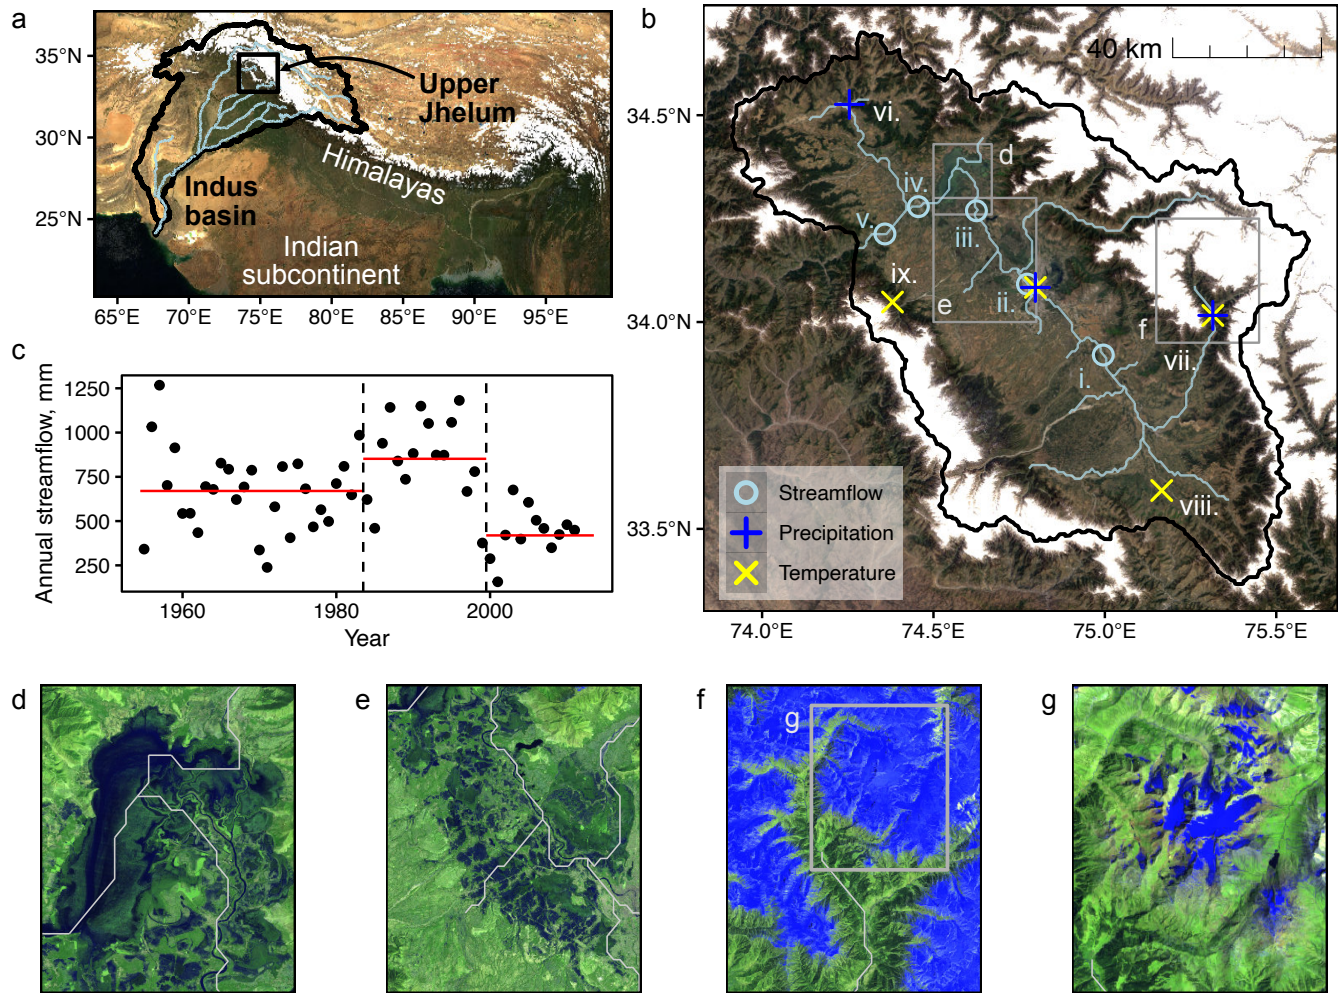 a
35°N
30°N
25°N
Upper
Jhelum
Himalayas
Indus
basin
Indian
subcontinent
65°E 70°E 75°E 80°E 85°E 90°E 95°E
b
40 km
34.5°N
34.0°N
33.5°N
vi.
d
iv.
v.
iii.
ix.
ii.
e
f
vii.
i.
viii.
Streamflow
Precipitation
Temperature
74.0°E 74.5°E 75.0°E 75.5°E
c
Annual streamflow, mm
1250
1000
750
500
250
1960 1980 2000
Year
d
e
f
g
g